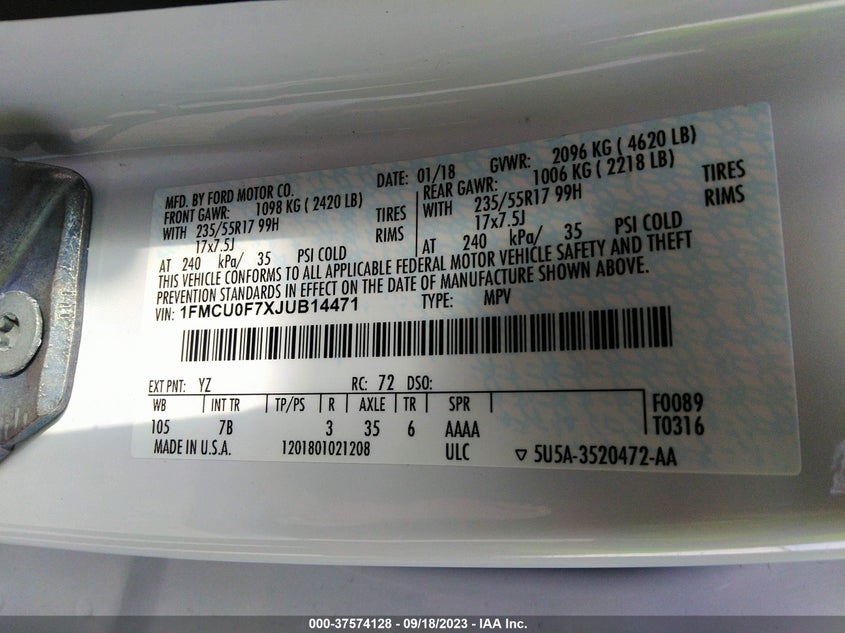 MFD. BY FORD MOTOR CO. DATE: 01/18 GVWR: 2096 KG ( 4620 LB)
FRONT GAWR: 1098 KG ( 2420 LB) REAR GAWR: 1006 KG ( 2218 LB)
WITH 235/55R17 99H TIRES WITH 235/55R17 99H TIRES
17x7.5J RIMS 17x7.5J RIMS
AT 240 kPa/ 35 PSI COLD AT 240 kPa/ 35 PSI COLD
THIS VEHICLE CONFORMS TO ALL APPLICABLE FEDERAL MOTOR VEHICLE SAFETY AND THEFT
PREVENTION STANDARDS IN EFFECT ON THE DATE OF MANUFACTURE SHOWN ABOVE.
VIN: 1FMCU0F7XJUB14471 TYPE: MPV
EXT PNT: YZ RC: 72 DSO:
WB INT TR TP/PS R AXLE TR SPR F0089
105 7B 3 35 6 AAAA T0316
MADE IN U.S.A. 1201801021208 ULC ▽ 5U5A-3520472-AA
000-37574128 - 09/18/2023 - IAA Inc.